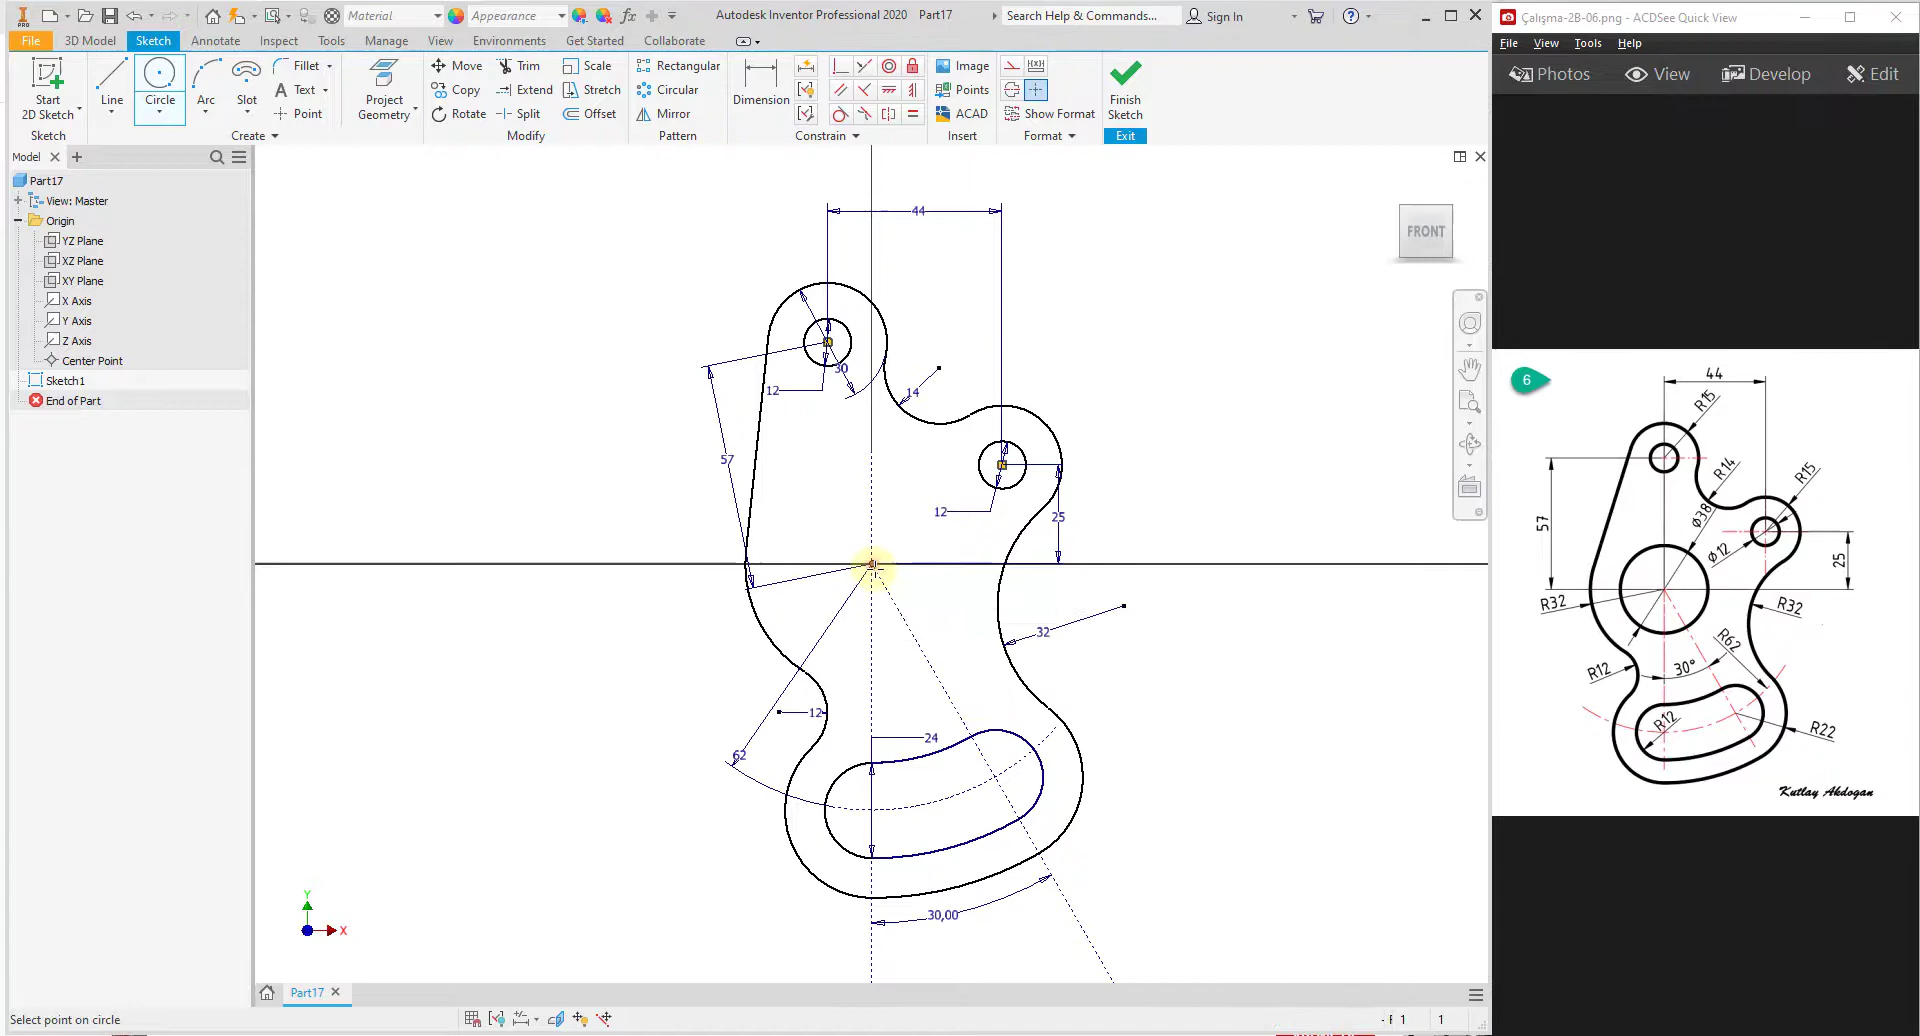 Material
Appearance
Autodesk Inventor Professional 2020 Part17
Search Help & Commands...
Sign In
File
3D Model
Sketch
Annotate
Inspect
Tools
Manage
View
Environments
Get Started
Collaborate
Start
2D Sketch
Line
Circle
Arc
Slot
Fillet
Text
Point
Project
Geometry
Move
Copy
Rotate
Trim
Extend
Split
Scale
Stretch
Offset
Rectangular
Circular
Mirror
Dimension
Image
Points
ACAD
Show Format
Finish
Sketch
Sketch
Create
Modify
Pattern
Constrain
Insert
Format
Exit
Model
Part17
View: Master
Origin
YZ Plane
XZ Plane
XY Plane
X Axis
Y Axis
Z Axis
Center Point
Sketch1
End of Part
44
30
12
14
57
12
25
32
12
62
24
30,00
FRONT
Y
X
Part17
Select point on circle
1
1
Çalışma-2B-06.png - ACDSee Quick View
File
View
Tools
Help
Photos
View
Develop
Edit
6
44
R15
R14
R15
57
ø38
ø12
25
R32
R32
R62
R12
30°
R12
R22
Kutlay Akdogan